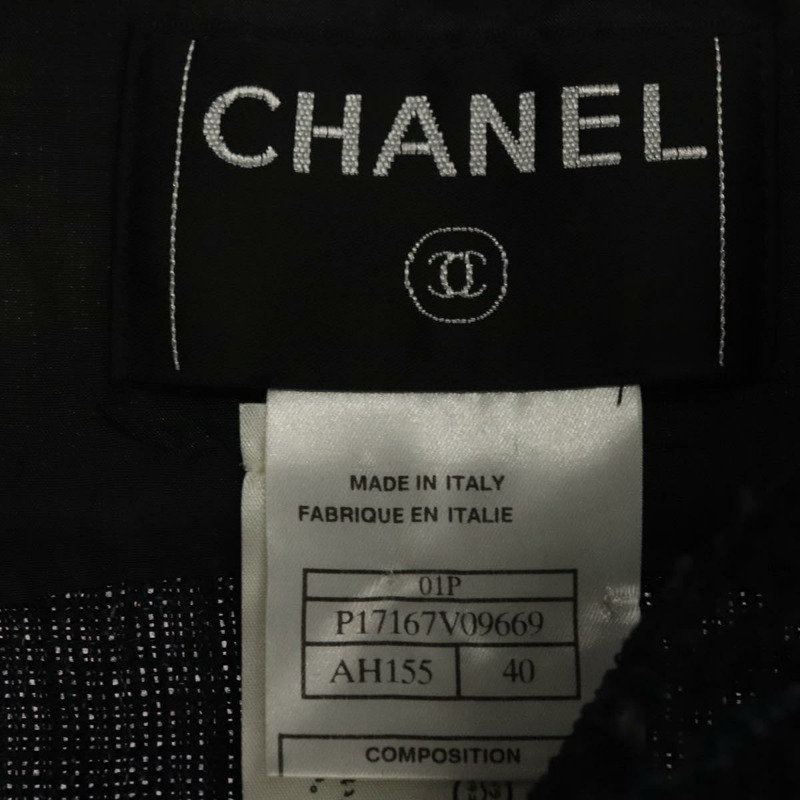 CHANEL
MADE IN ITALY
FABRIQUE EN ITALIE
01P
P17167V09669
AH155 40
COMPOSITION